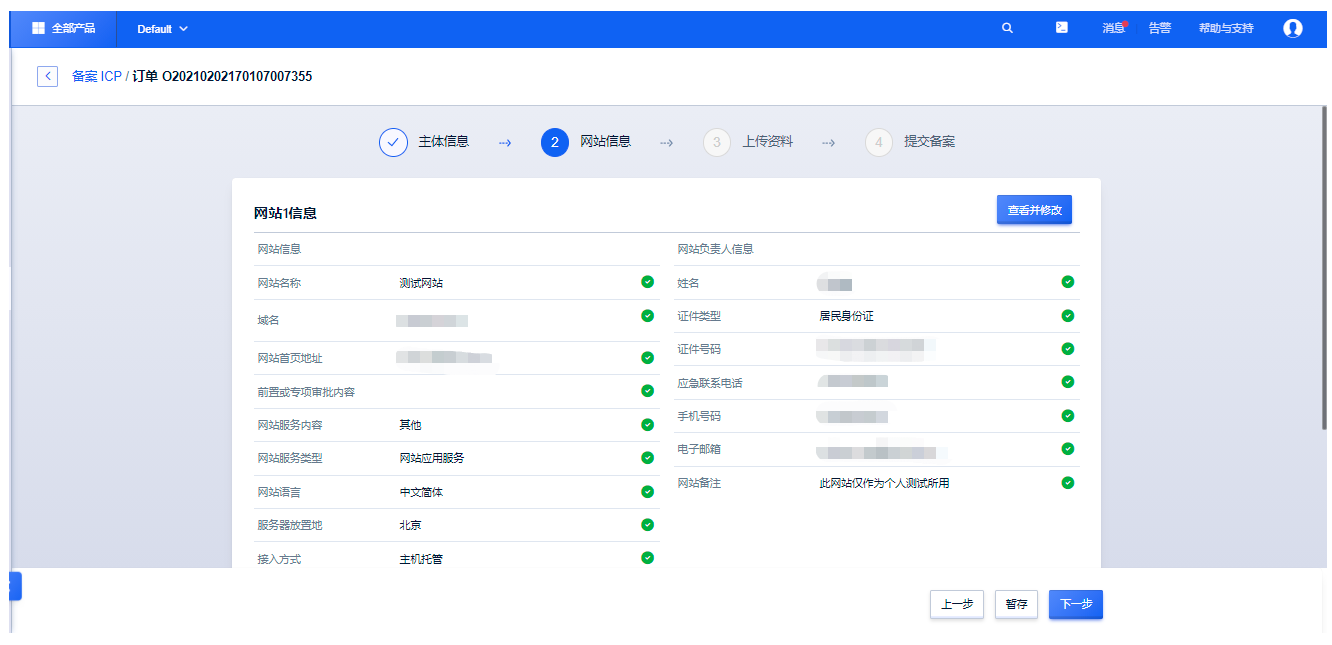 全部产品 Default 消息 告警 帮助与支持
备案 ICP / 订单 O20210202170107007355
主体信息 2 网站信息 3 上传资料 4 提交备案
网站1信息 查看并修改
网站信息
网站名称 测试网站
域名
网站首页地址
前置或专项审批内容
网站服务内容 其他
网站服务类型 网站应用服务
网站语言 中文简体
服务器放置地 北京
接入方式 主机托管
网站负责人信息
姓名
证件类型 居民身份证
证件号码
应急联系电话
手机号码
电子邮箱
网站备注 此网站仅作为个人测试所用
上一步 暂存 下一步